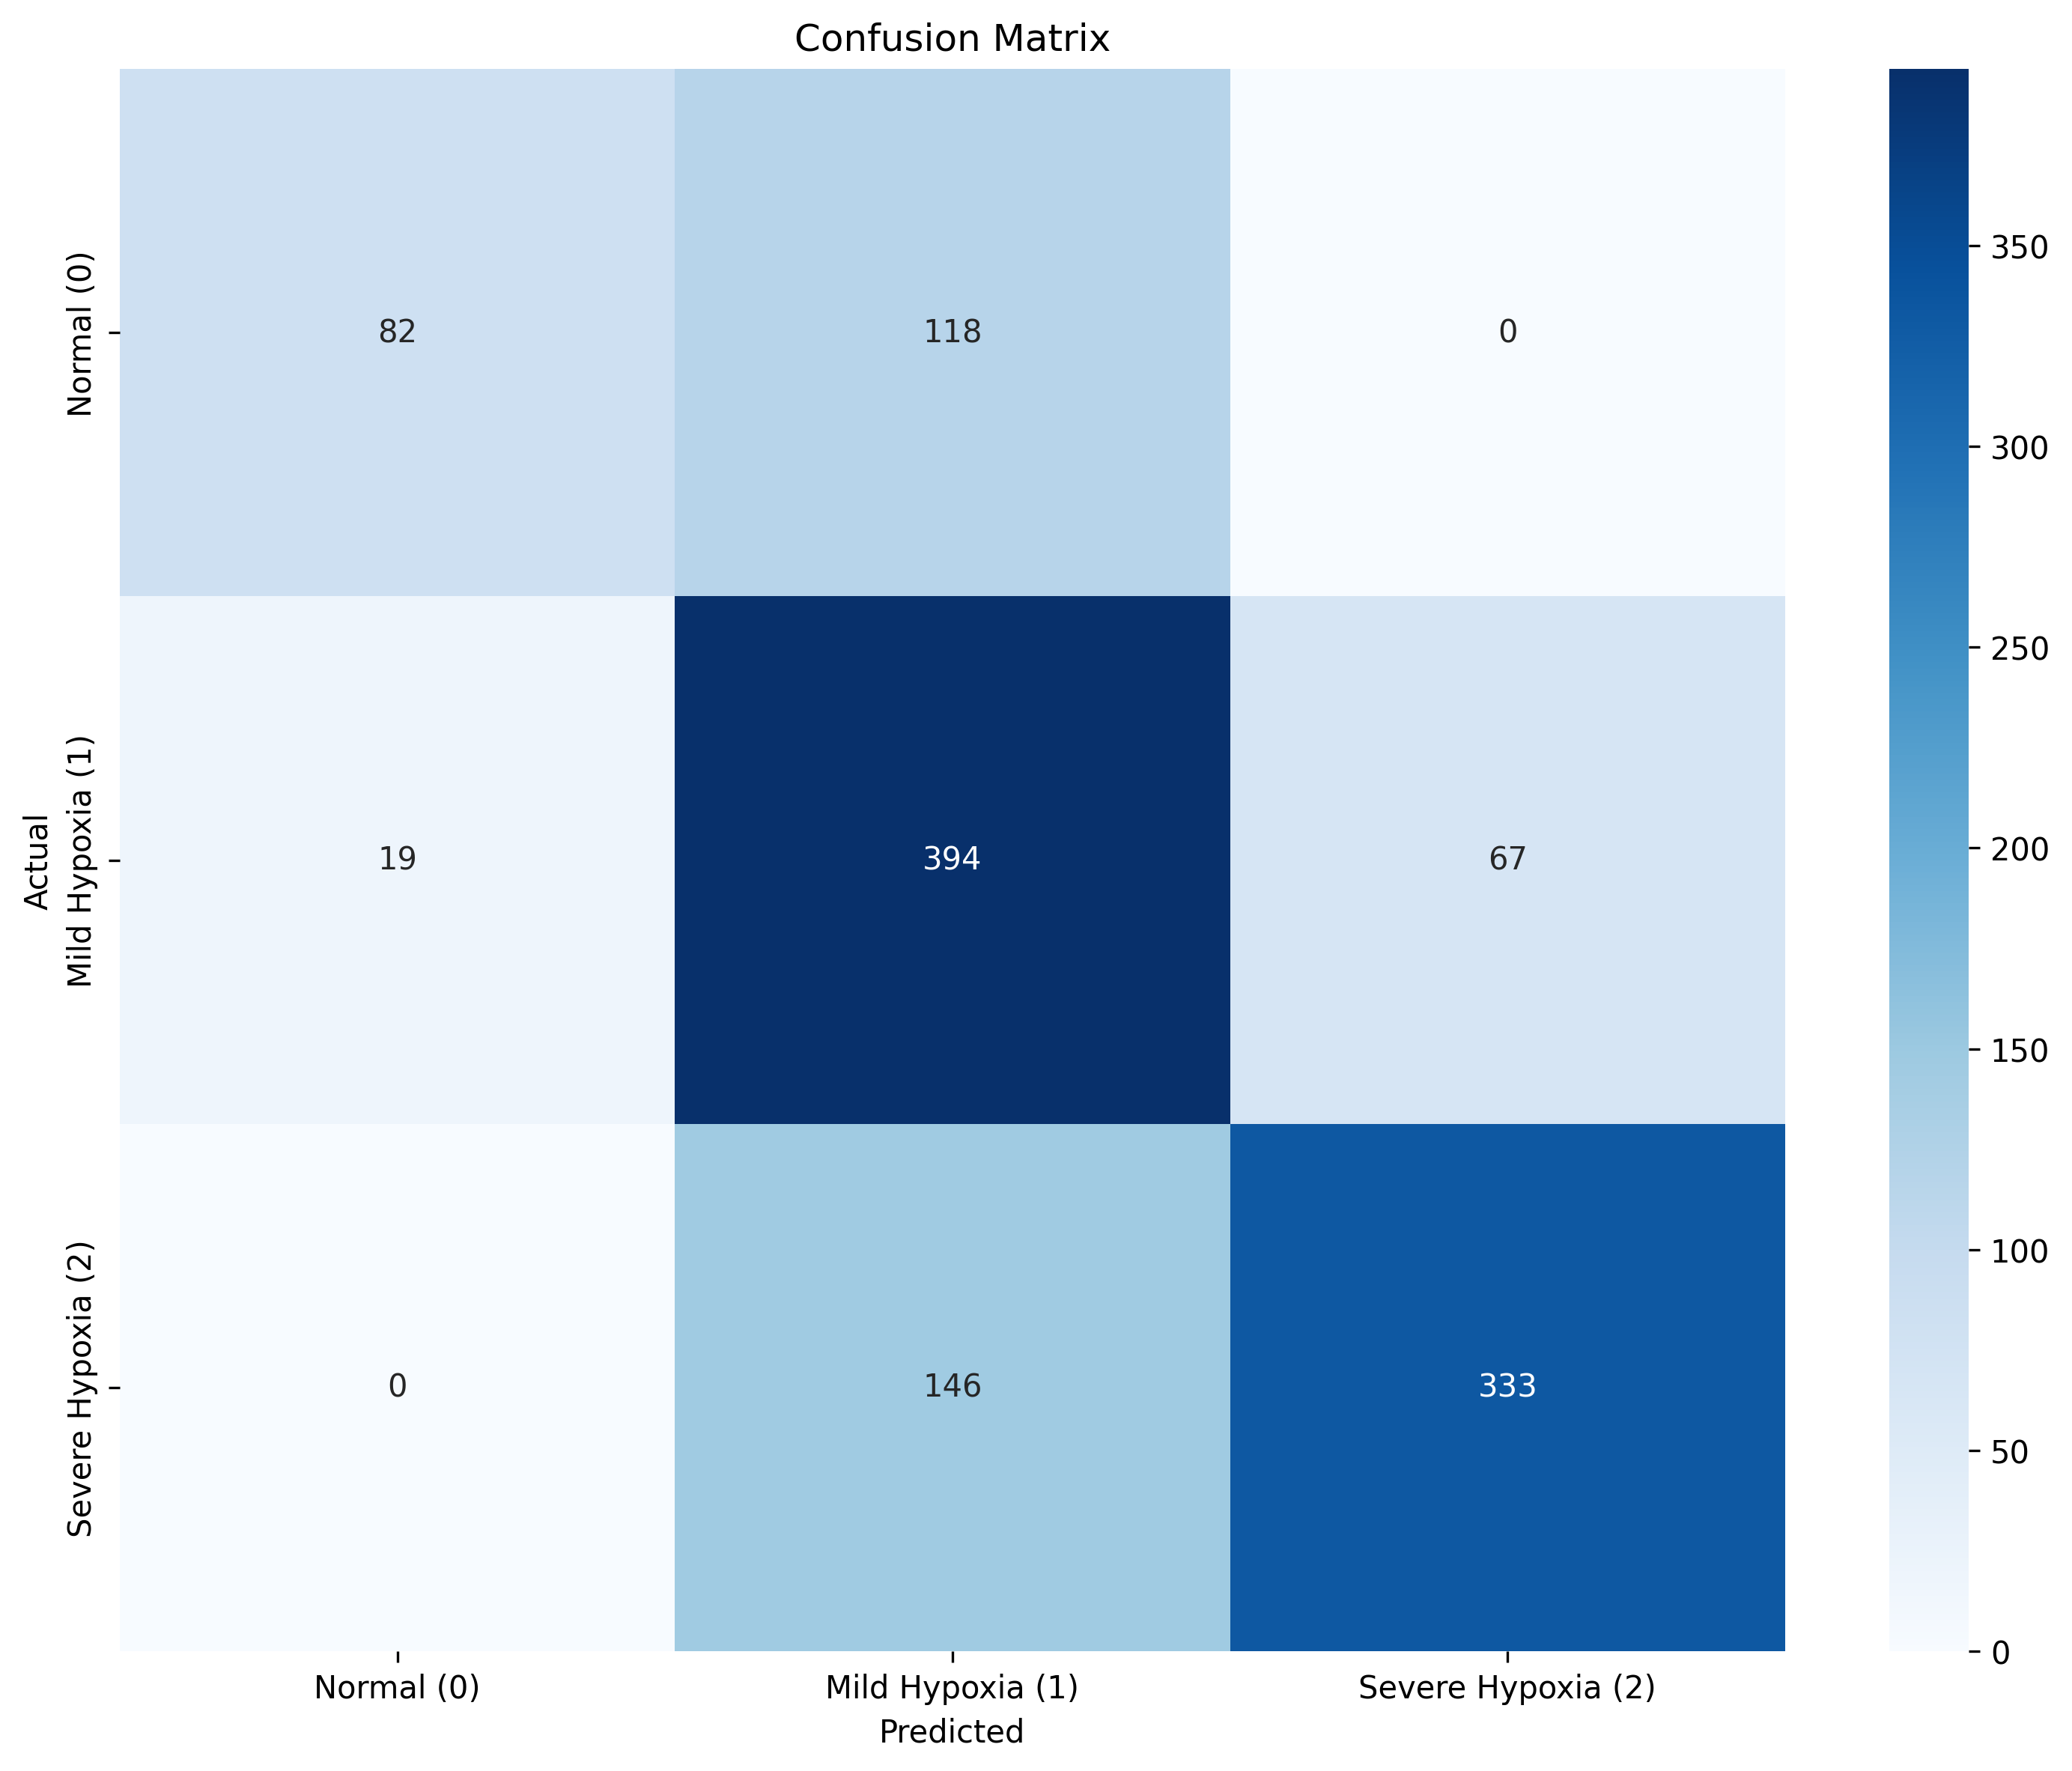 Confusion Matrix
Actual
Normal (0)
82
118
0
Mild Hypoxia (1)
19
394
67
Severe Hypoxia (2)
0
146
333
Normal (0)
Mild Hypoxia (1)
Severe Hypoxia (2)
Predicted
350
300
250
200
150
100
50
0